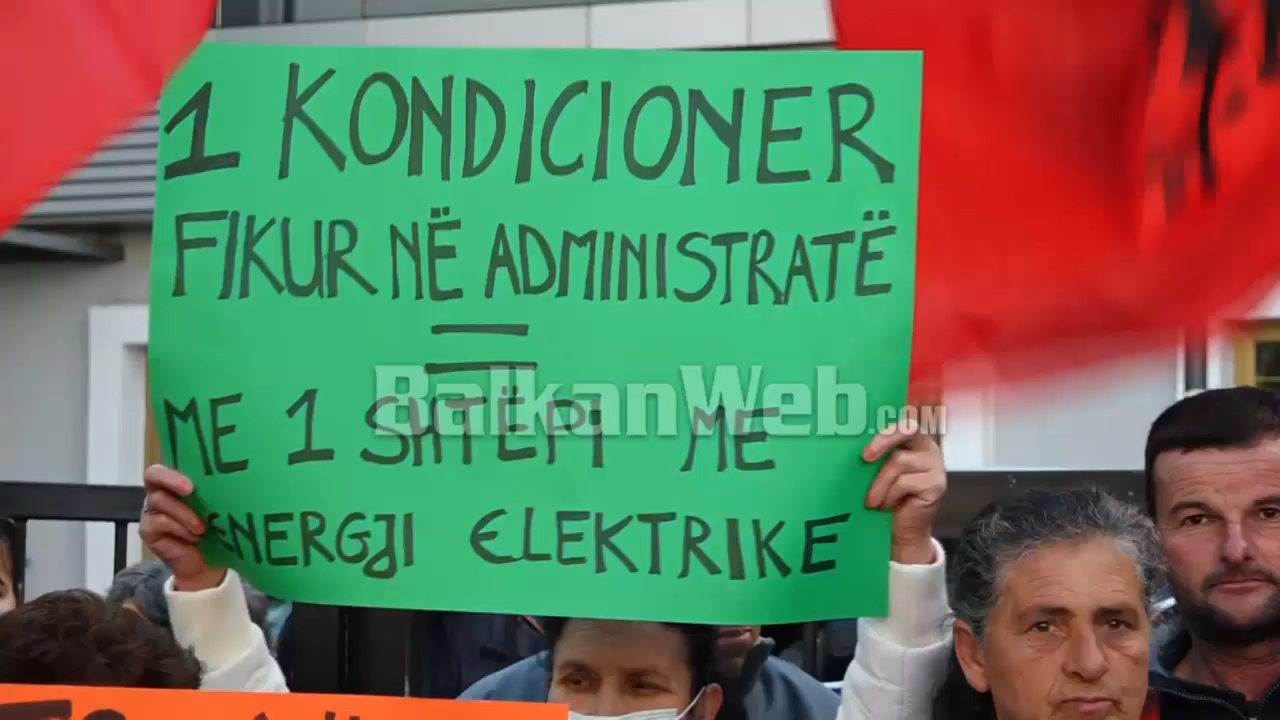 1 KONDICIONER
FIKUR NË ADMINISTRATË
=
ME 1 SHTËPI ME
ENERGJI ELEKTRIKE
BalkanWeb.com